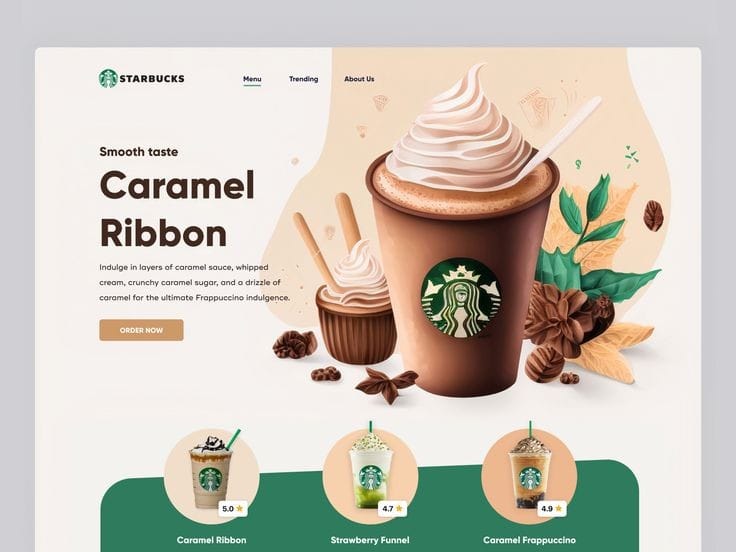 STARBUCKS
Menu
Trending
About Us
Smooth taste
Caramel
Ribbon
Indulge in layers of caramel sauce, whipped
cream, crunchy caramel sugar, and a drizzle of
caramel for the ultimate Frappuccino indulgence.
ORDER NOW
5.0
4.7
4.9
Caramel Ribbon
Strawberry Funnel
Caramel Frappuccino